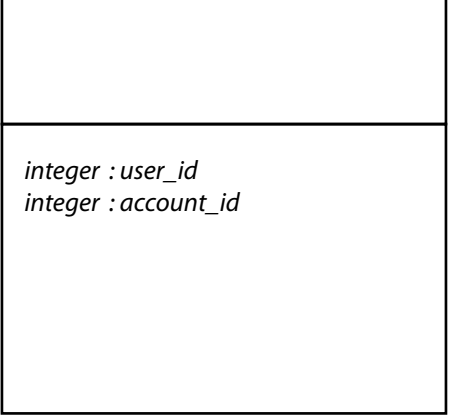 integer : user_id
integer : account_id